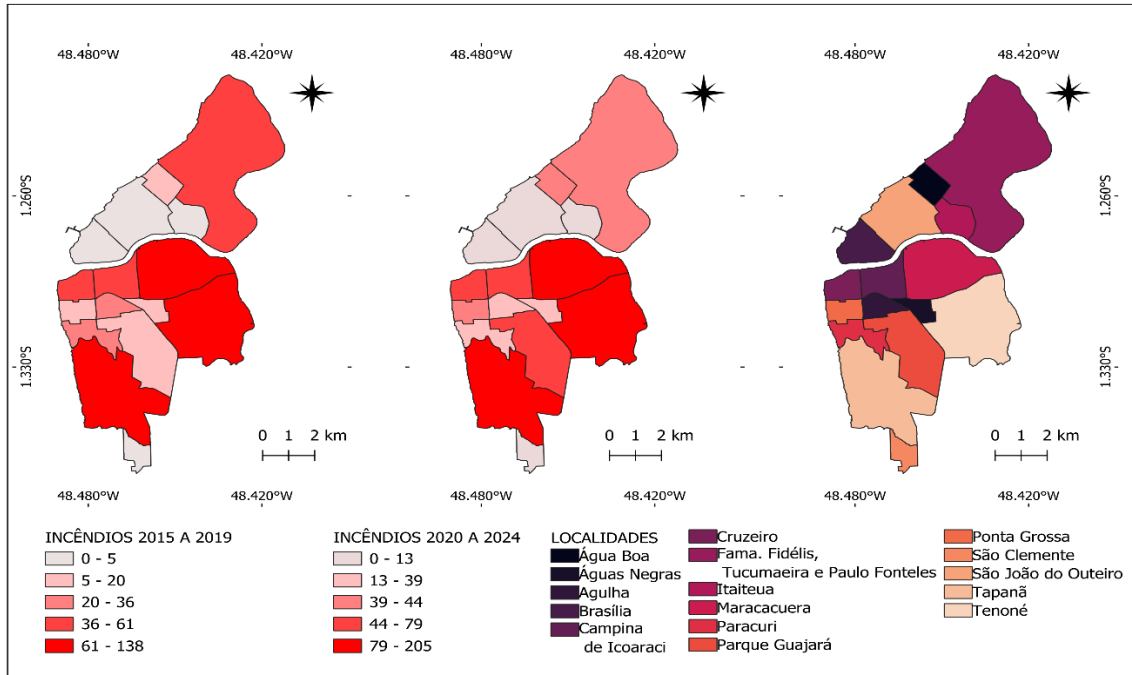 48.480°W 48.420°W 48.480°W 48.420°W 48.480°W 48.420°W
1.260°S 1.260°S
1.330°S 1.330°S
0 1 2 km 0 1 2 km 0 1 2 km
48.480°W 48.420°W 48.480°W 48.420°W 48.480°W 48.420°W
INCÊNDIOS 2015 A 2019
0 - 5
5 - 20
20 - 36
36 - 61
61 - 138
INCÊNDIOS 2020 A 2024
0 - 13
13 - 39
39 - 44
44 - 79
79 - 205
LOCALIDADES
Água Boa
Águas Negras
Agulha
Brasília
Campina
de Icoaraci
Cruzeiro
Fama. Fidélis,
Tucumaeira e Paulo Fonteles
Itaiteua
Maracacuera
Paracuri
Parque Guajará
Ponta Grossa
São Clemente
São João do Outeiro
Tapanã
Tenoné